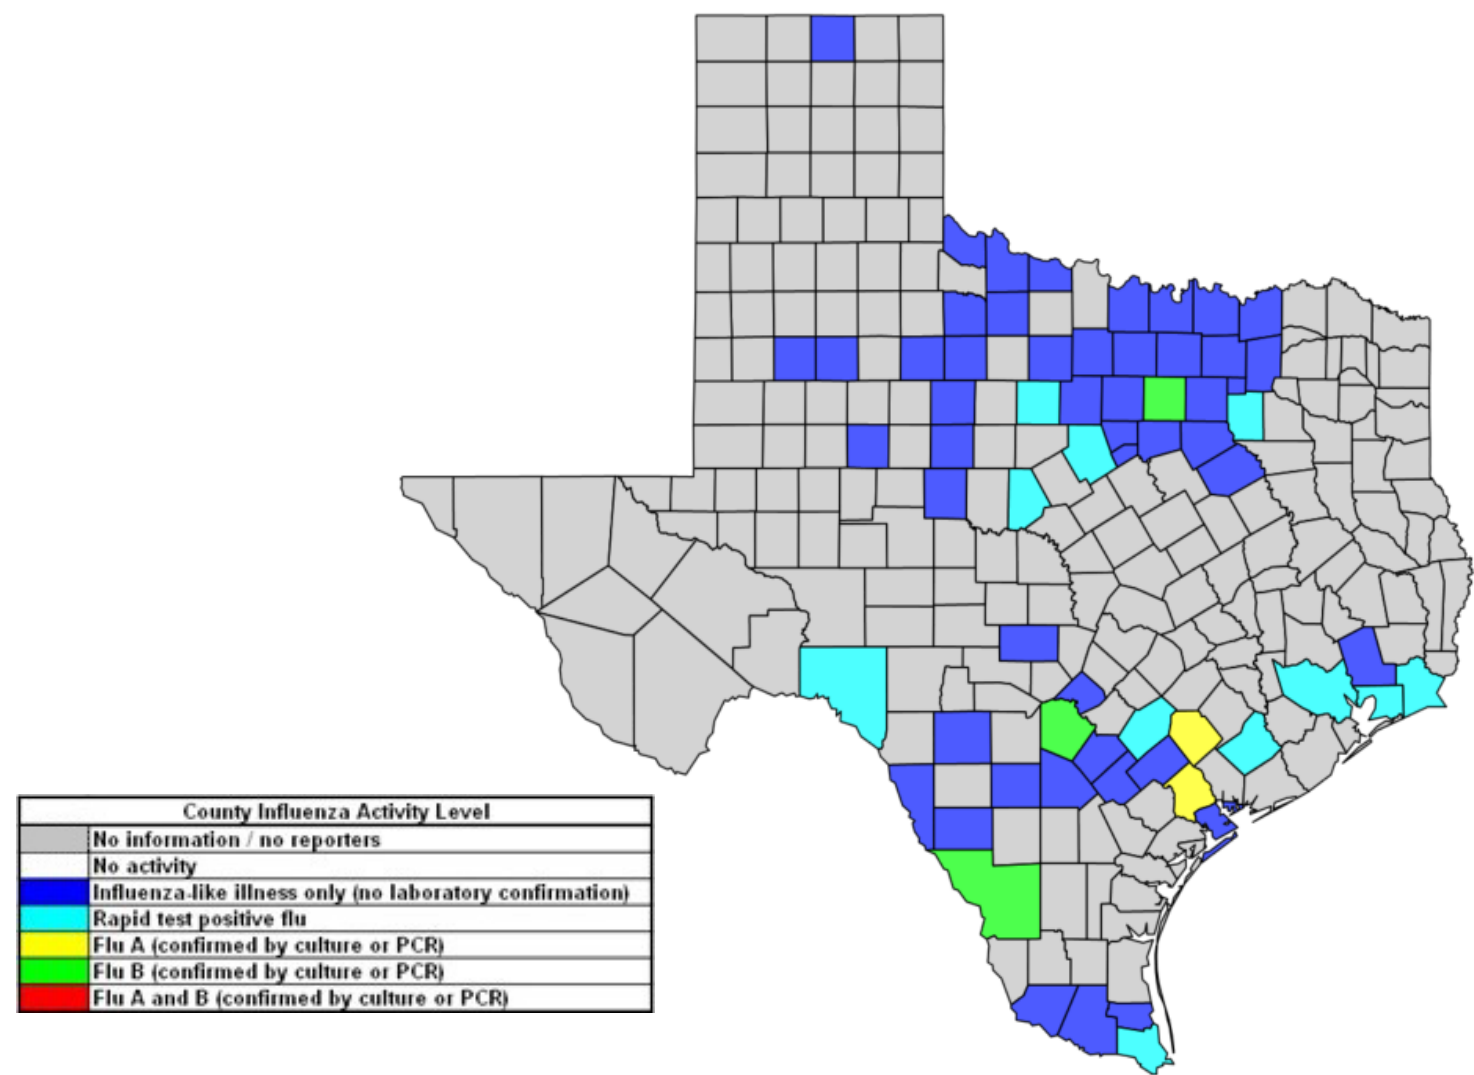 County Influenza Activity Level
No information / no reporters
No activity
Influenza-like illness only (no laboratory confirmation)
Rapid test positive flu
Flu A (confirmed by culture or PCR)
Flu B (confirmed by culture or PCR)
Flu A and B (confirmed by culture or PCR)